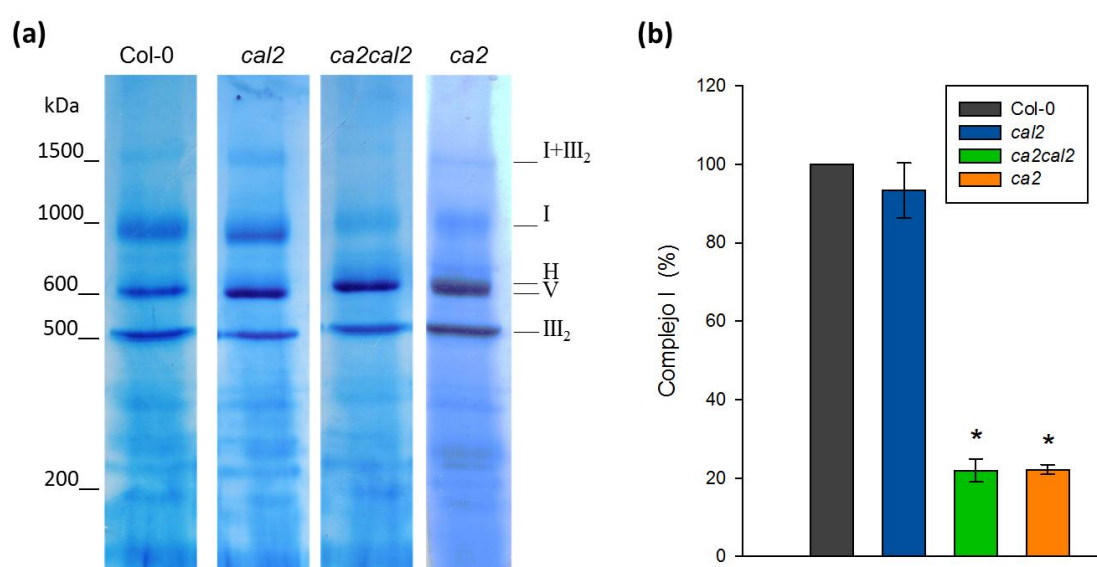 (a)
Col-0 cal2 ca2cal2 ca2
kDa
1500
1000
600
500
200
I+III₂
I
H
V
III₂
(b)
120
100
80
60
40
20
0
Complejo I (%)
Col-0
cal2
ca2cal2
ca2
* *